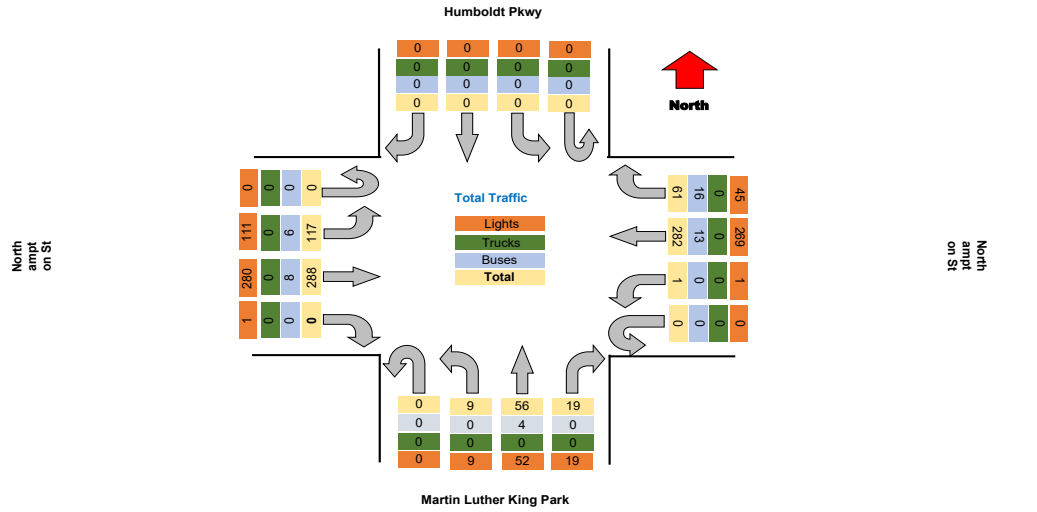 Humboldt Pkwy
0 0 0 0
0 0 0 0
0 0 0 0
0 0 0 0
North
0 0 0 0
111 0 6 117
280 0 8 288
1 0 0 0
North
ampt
on St
Total Traffic
Lights
Trucks
Buses
Total
61 16 0 45
282 13 0 269
1 0 0 1
0 0 0 0
North
ampt
on St
0 9 56 19
0 0 4 0
0 0 0 0
0 9 52 19
Martin Luther King Park